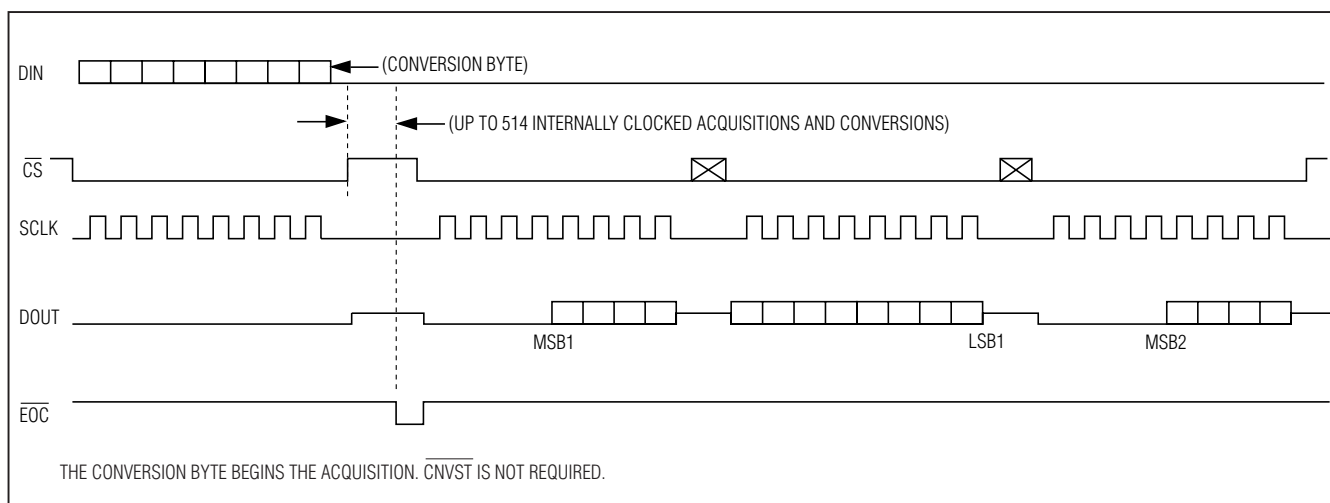 DIN
(CONVERSION BYTE)
(UP TO 514 INTERNALLY CLOCKED ACQUISITIONS AND CONVERSIONS)
CS
SCLK
DOUT
MSB1
LSB1
MSB2
EOC
THE CONVERSION BYTE BEGINS THE ACQUISITION. CNVST IS NOT REQUIRED.